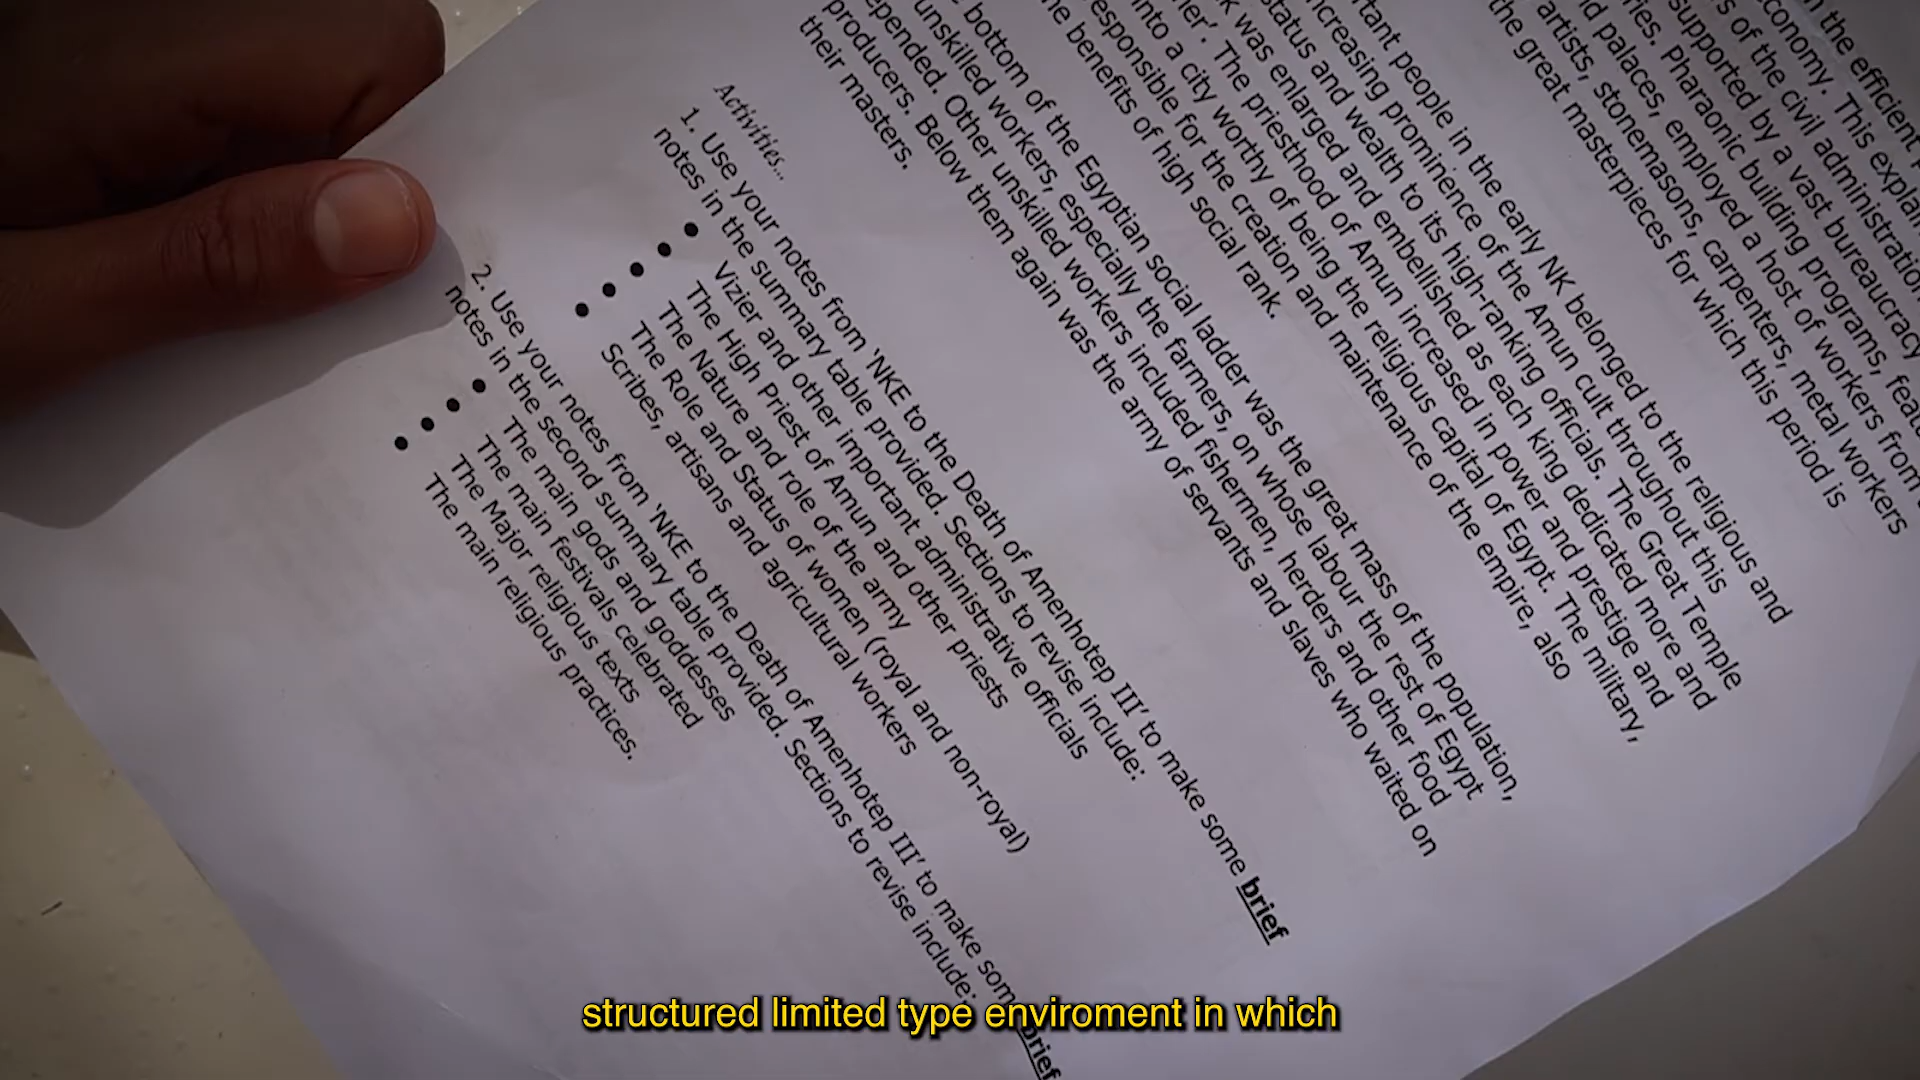 n the efficient
conomy. This explain
s of the civil administration
supported by a vast bureaucracy
ries. Pharaonic building programs, featu
nd palaces, employed a host of workers from
artists, stonemasons, carpenters, metal workers
the great masterpieces for which this period is
rtant people in the early NK belonged to the religious and
ncreasing prominence of the Amun cult throughout this
status and wealth to its high-ranking officials. The Great Temple
k was enlarged and embellished as each king dedicated more and
her'. The priesthood of Amun increased in power and prestige and
into a city worthy of being the religious capital of Egypt. The military,
esponsible for the creation and maintenance of the empire, also
he benefits of high social rank.
e bottom of the Egyptian social ladder was the great mass of the population,
unskilled workers, especially the farmers, on whose labour the rest of Egypt
epended. Other unskilled workers included fishermen, herders and other food
producers. Below them again was the army of servants and slaves who waited on
their masters.
Activities...
1. Use your notes from 'NKE to the Death of Amenhotep III' to make some brief
notes in the summary table provided. Sections to revise include:
• Vizier and other important administrative officials
• The High Priest of Amun and other priests
• The Nature and role of the army
• The Role and Status of women (royal and non-royal)
• Scribes, artisans and agricultural workers
2. Use your notes from 'NKE to the Death of Amenhotep III' to make some brief
notes in the second summary table provided. Sections to revise include:
• The main gods and goddesses
• The main festivals celebrated
• The Major religious texts
• The main religious practices.
structured limited type enviroment in which